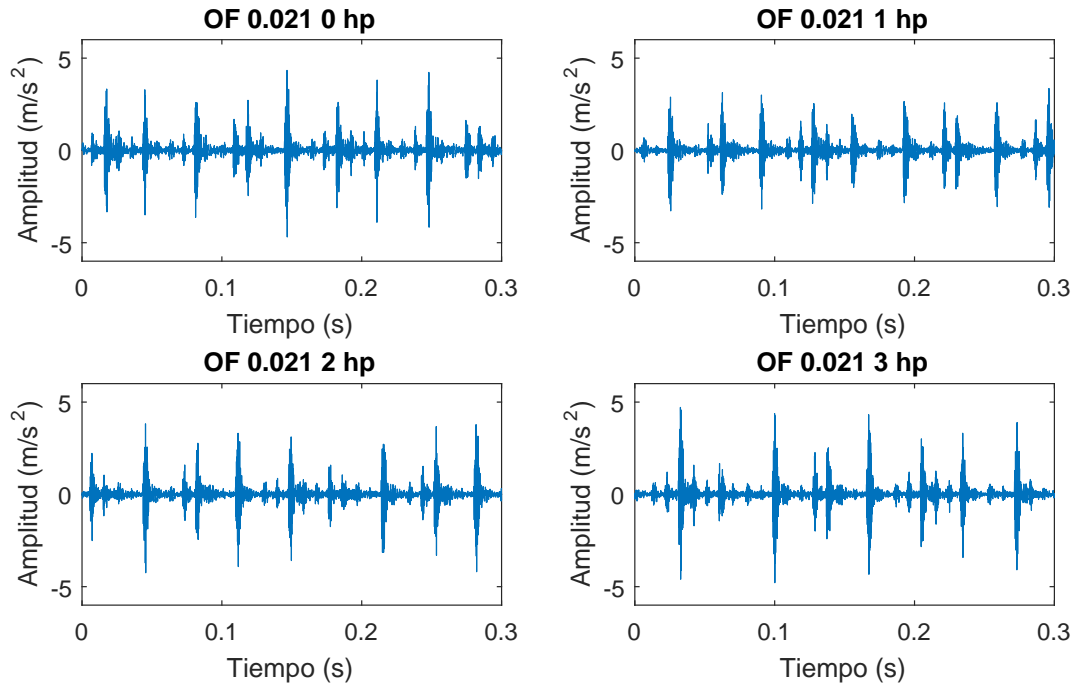 OF 0.021 0 hp
Amplitud (m/s²)
5
0
-5
0 0.1 0.2 0.3
Tiempo (s)
OF 0.021 1 hp
Amplitud (m/s²)
5
0
-5
0 0.1 0.2 0.3
Tiempo (s)
OF 0.021 2 hp
Amplitud (m/s²)
5
0
-5
0 0.1 0.2 0.3
Tiempo (s)
OF 0.021 3 hp
Amplitud (m/s²)
5
0
-5
0 0.1 0.2 0.3
Tiempo (s)